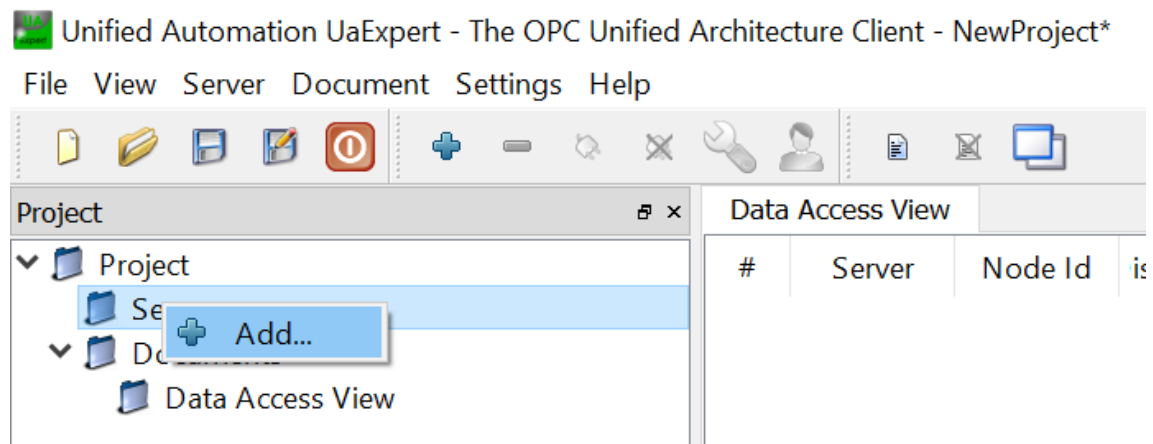 Unified Automation UaExpert - The OPC Unified Architecture Client - NewProject*
File View Server Document Settings Help
Project
Data Access View
Project
# Server Node Id
Add...
Data Access View